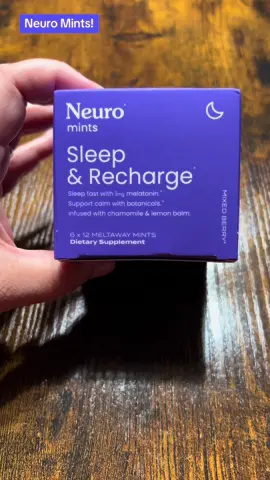 Neuro Mints!
Neuro
mints
Sleep
& Recharge
Sleep fast with 3mg melatonin.*
Support calm with botanicals.*
Infused with chamomile & lemon balm.
6 x 12 MELTAWAY MINTS
Dietary Supplement
MIXED BERRY